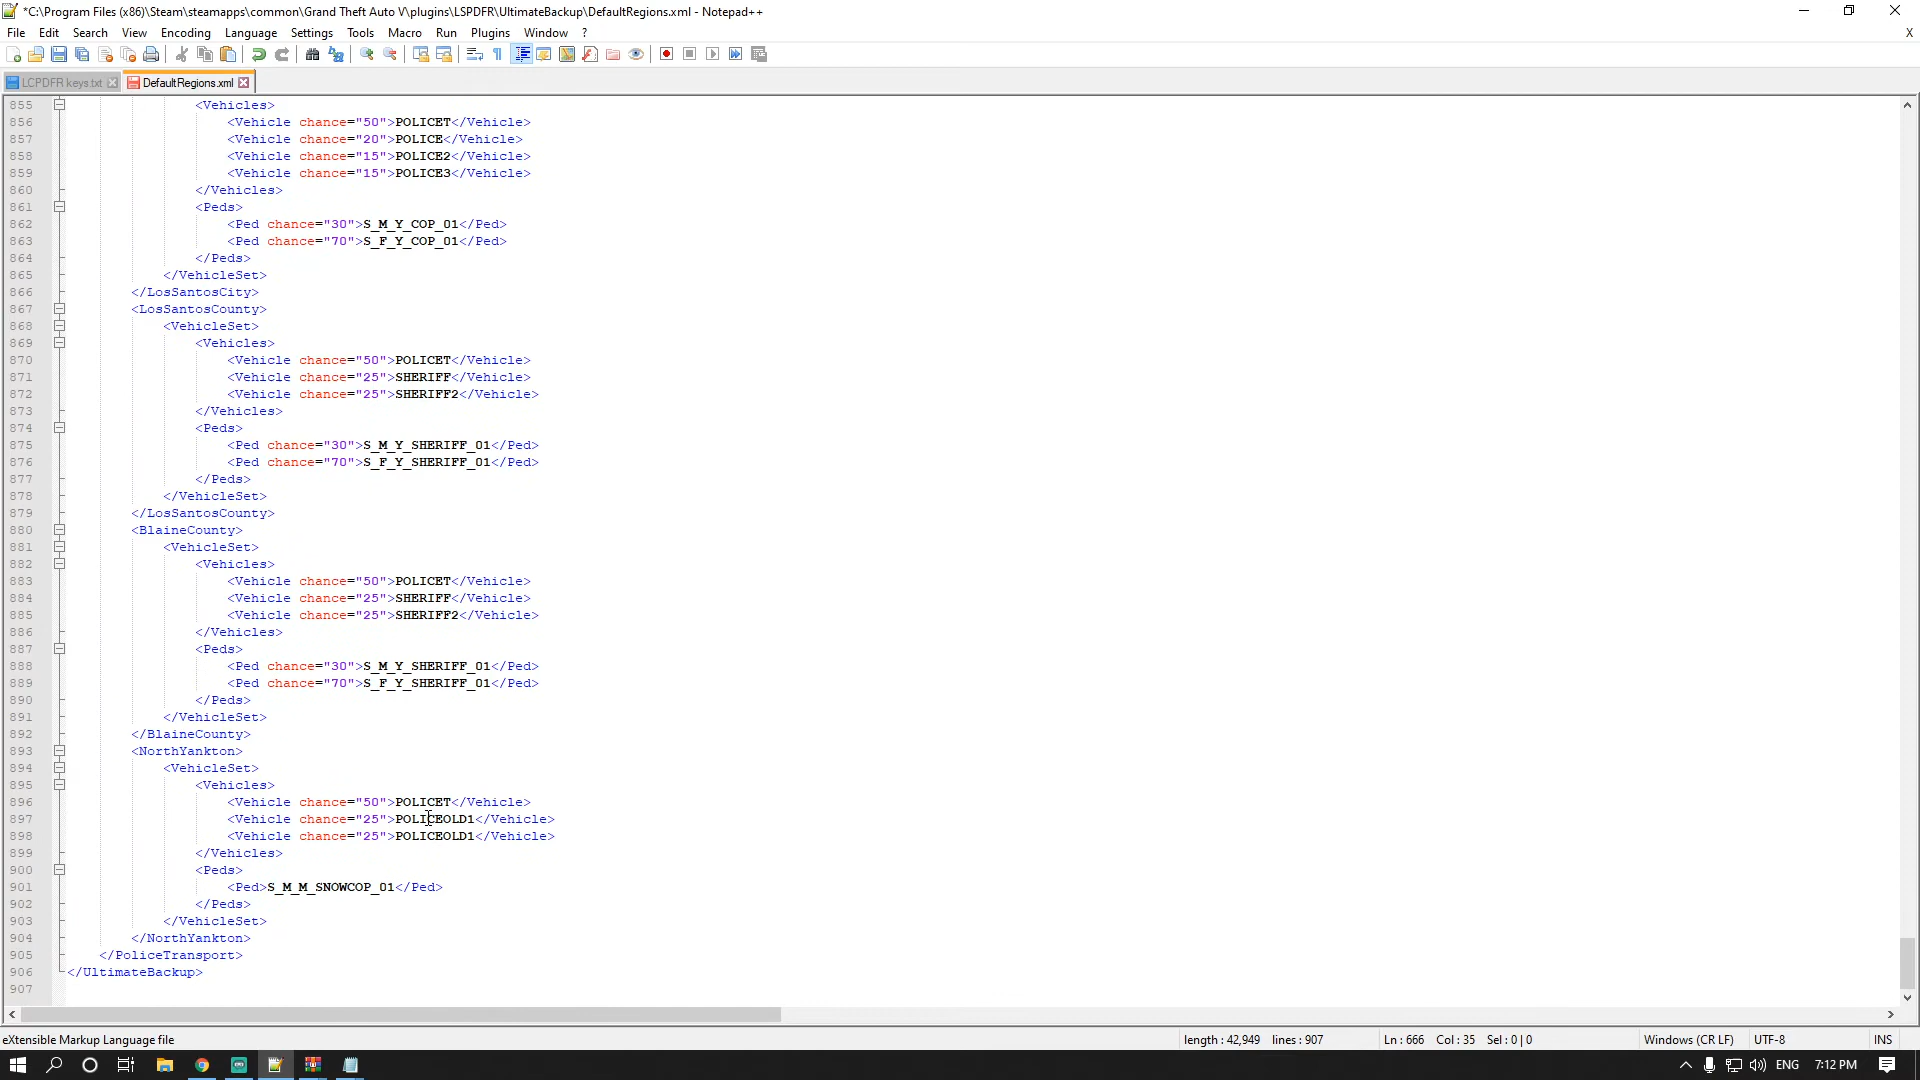 *C:\Program Files (x86)\Steam\steamapps\common\Grand Theft Auto V\plugins\LSPDFR\UltimateBackup\DefaultRegions.xml - Notepad++
File Edit Search View Encoding Language Settings Tools Macro Run Plugins Window ? X
LCPDFR keys.txt DefaultRegions.xml
855 <Vehicles>
856 <Vehicle chance="50">POLICET</Vehicle>
857 <Vehicle chance="20">POLICE</Vehicle>
858 <Vehicle chance="15">POLICE2</Vehicle>
859 <Vehicle chance="15">POLICE3</Vehicle>
860 </Vehicles>
861 <Peds>
862 <Ped chance="30">S_M_Y_COP_01</Ped>
863 <Ped chance="70">S_F_Y_COP_01</Ped>
864 </Peds>
865 </VehicleSet>
866 </LosSantosCity>
867 <LosSantosCounty>
868 <VehicleSet>
869 <Vehicles>
870 <Vehicle chance="50">POLICET</Vehicle>
871 <Vehicle chance="25">SHERIFF</Vehicle>
872 <Vehicle chance="25">SHERIFF2</Vehicle>
873 </Vehicles>
874 <Peds>
875 <Ped chance="30">S_M_Y_SHERIFF_01</Ped>
876 <Ped chance="70">S_F_Y_SHERIFF_01</Ped>
877 </Peds>
878 </VehicleSet>
879 </LosSantosCounty>
880 <BlaineCounty>
881 <VehicleSet>
882 <Vehicles>
883 <Vehicle chance="50">POLICET</Vehicle>
884 <Vehicle chance="25">SHERIFF</Vehicle>
885 <Vehicle chance="25">SHERIFF2</Vehicle>
886 </Vehicles>
887 <Peds>
888 <Ped chance="30">S_M_Y_SHERIFF_01</Ped>
889 <Ped chance="70">S_F_Y_SHERIFF_01</Ped>
890 </Peds>
891 </VehicleSet>
892 </BlaineCounty>
893 <NorthYankton>
894 <VehicleSet>
895 <Vehicles>
896 <Vehicle chance="50">POLICET</Vehicle>
897 <Vehicle chance="25">POLICEOLD1</Vehicle>
898 <Vehicle chance="25">POLICEOLD1</Vehicle>
899 </Vehicles>
900 <Peds>
901 <Ped>S_M_M_SNOWCOP_01</Ped>
902 </Peds>
903 </VehicleSet>
904 </NorthYankton>
905 </PoliceTransport>
906 </UltimateBackup>
907
eXtensible Markup Language file length : 42,949 lines : 907 Ln : 666 Col : 35 Sel : 0 | 0 Windows (CR LF) UTF-8 INS
ENG 7:12 PM